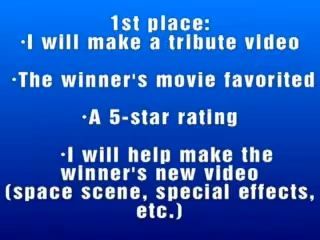 1st place:
·I will make a tribute video
·The winner's movie favorited
·A 5-star rating
·I will help make the
winner's new video
(space scene, special effects,
etc.)